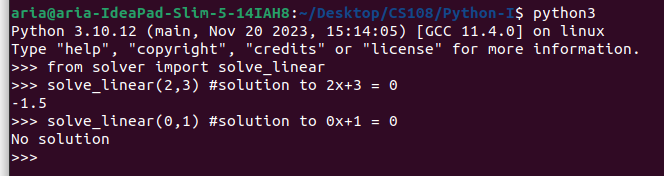 aria@aria-IdeaPad-Slim-5-14IAH8:~/Desktop/CS108/Python-I$ python3
Python 3.10.12 (main, Nov 20 2023, 15:14:05) [GCC 11.4.0] on linux
Type "help", "copyright", "credits" or "license" for more information.
>>> from solver import solve_linear
>>> solve_linear(2,3) #solution to 2x+3 = 0
-1.5
>>> solve_linear(0,1) #solution to 0x+1 = 0
No solution
>>>